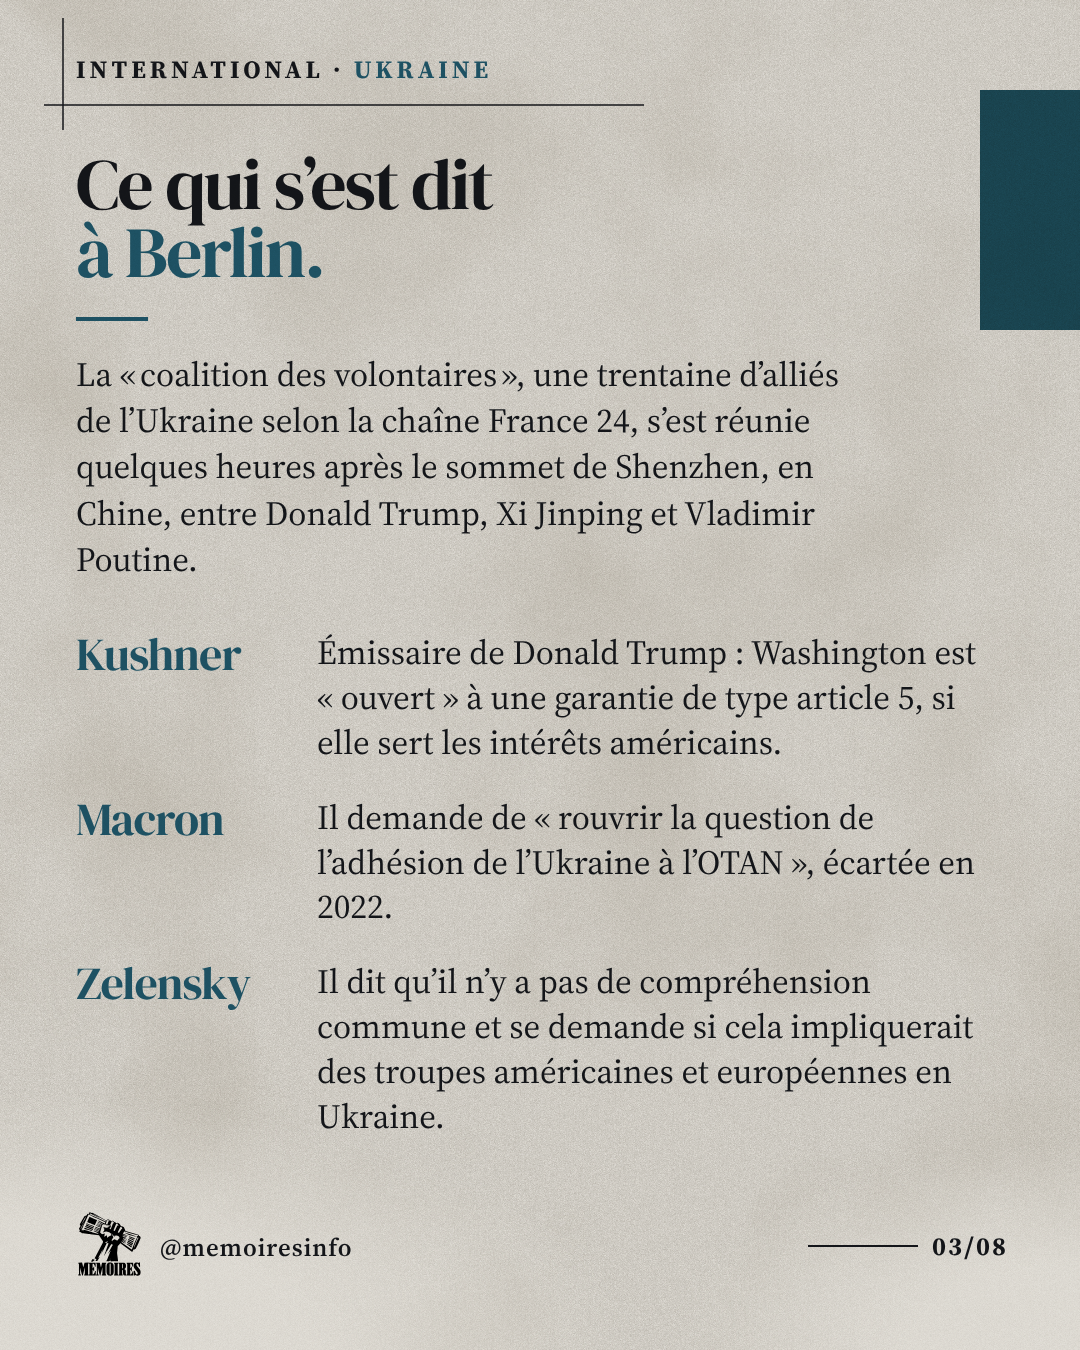 INTERNATIONAL · UKRAINE
Ce qui s’est dit
à Berlin.
La « coalition des volontaires », une trentaine d’alliés
de l’Ukraine selon la chaîne France 24, s’est réunie
quelques heures après le sommet de Shenzhen, en
Chine, entre Donald Trump, Xi Jinping et Vladimir
Poutine.
Kushner
Émissaire de Donald Trump : Washington est
« ouvert » à une garantie de type article 5, si
elle sert les intérêts américains.
Macron
Il demande de « rouvrir la question de
l’adhésion de l’Ukraine à l’OTAN », écartée en
2022.
Zelensky
Il dit qu’il n’y a pas de compréhension
commune et se demande si cela impliquerait
des troupes américaines et européennes en
Ukraine.
MÉMOIRES
@memoiresinfo
03/08